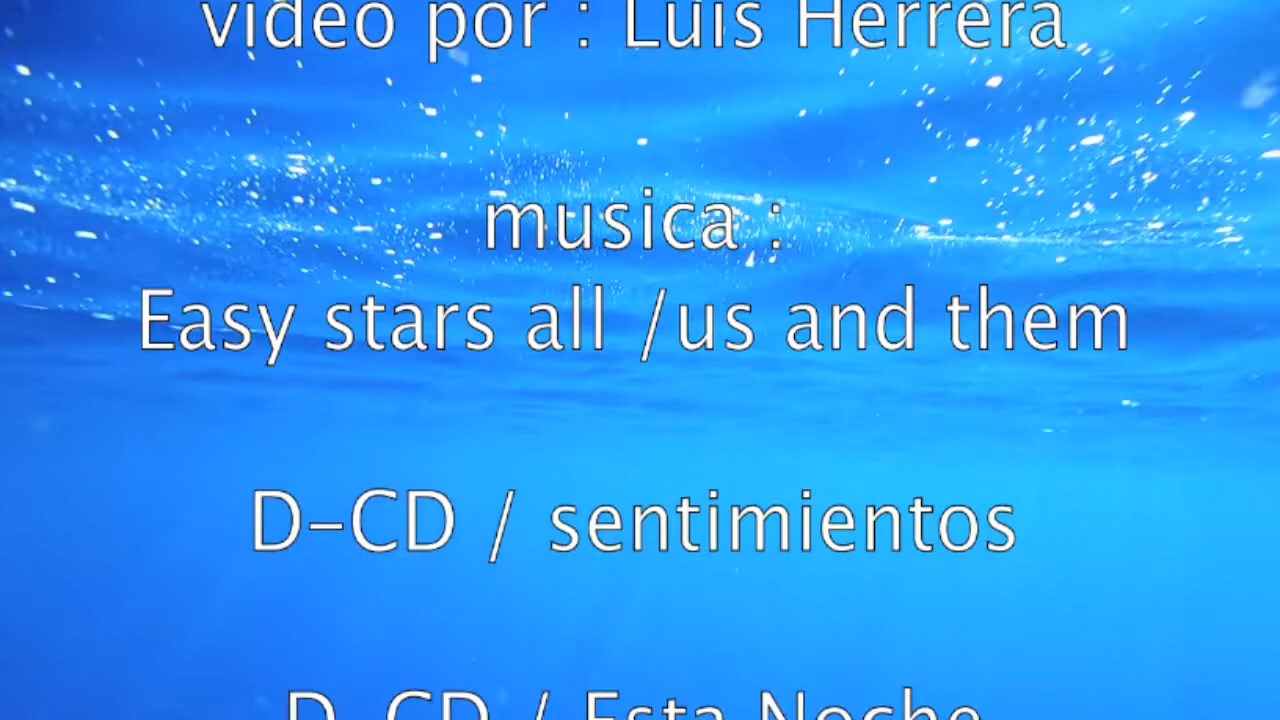 video por : Luis Herrera
musica :
Easy stars all /us and them
D-CD / sentimientos
D-CD / Esta Noche